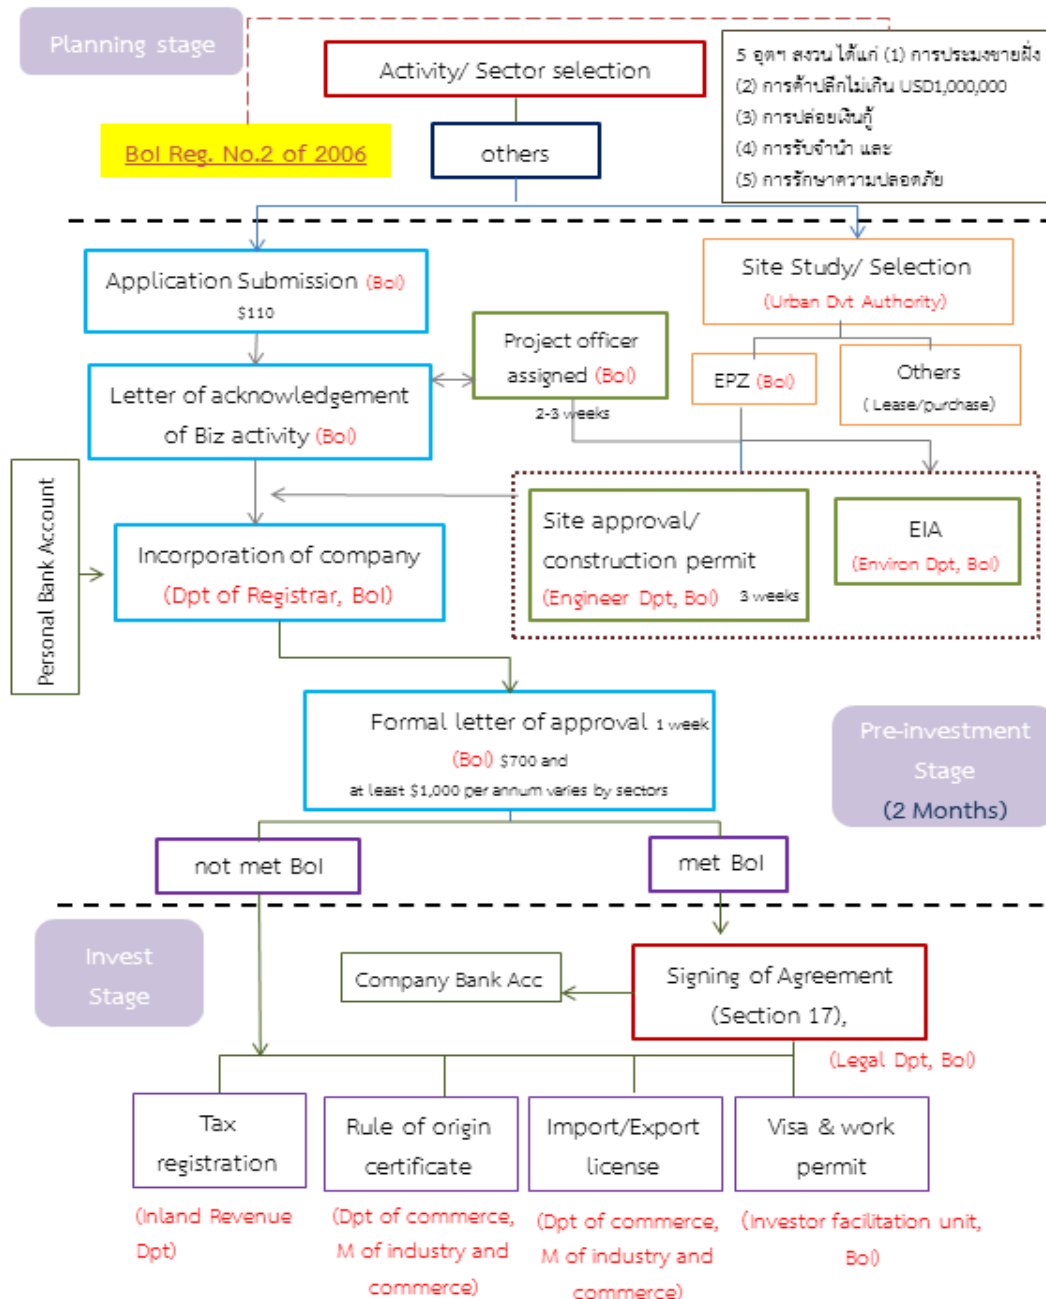 Planning stage
Activity/ Sector selection
5 อุตฯ สงวน ได้แก่ (1) การประมงชายฝั่ง
(2) การค้าปลีกไม่เกิน USD1,000,000
(3) การปล่อยเงินกู้
(4) การรับจำนำ และ
(5) การรักษาความปลอดภัย
BoI Reg. No.2 of 2006
others
Application Submission (BoI)
$110
Site Study/ Selection
(Urban Dvt Authority)
Project officer
assigned (BoI)
2-3 weeks
EPZ (BoI)
Others
( Lease/purchase)
Letter of acknowledgement
of Biz activity (BoI)
Personal Bank Account
Incorporation of company
(Dpt of Registrar, BoI)
Site approval/
construction permit
(Engineer Dpt, BoI) 3 weeks
EIA
(Environ Dpt, BoI)
Formal letter of approval 1 week
(BoI) $700 and
at least $1,000 per annum varies by sectors
Pre-investment
Stage
(2 Months)
not met BoI
met BoI
Invest
Stage
Company Bank Acc
Signing of Agreement
(Section 17),
(Legal Dpt, BoI)
Tax
registration
Rule of origin
certificate
Import/Export
license
Visa & work
permit
(Inland Revenue
Dpt)
(Dpt of commerce,
M of industry and
commerce)
(Dpt of commerce,
M of industry and
commerce)
(Investor facilitation unit,
BoI)